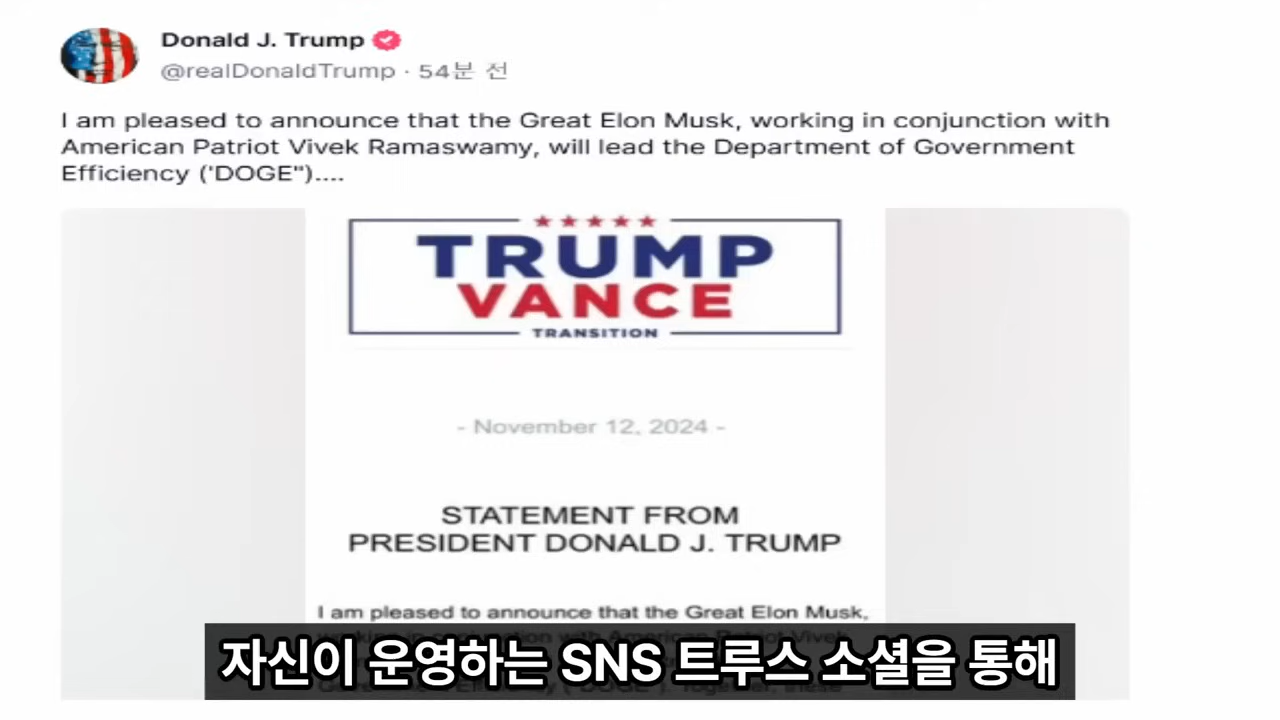 Donald J. Trump
@realDonaldTrump · 54분 전
I am pleased to announce that the Great Elon Musk, working in conjunction with
American Patriot Vivek Ramaswamy, will lead the Department of Government
Efficiency ('DOGE")....
TRUMP
VANCE
TRANSITION
- November 12, 2024 -
STATEMENT FROM
PRESIDENT DONALD J. TRUMP
I am pleased to announce that the Great Elon Musk,
자신이 운영하는 SNS 트루스 소셜을 통해